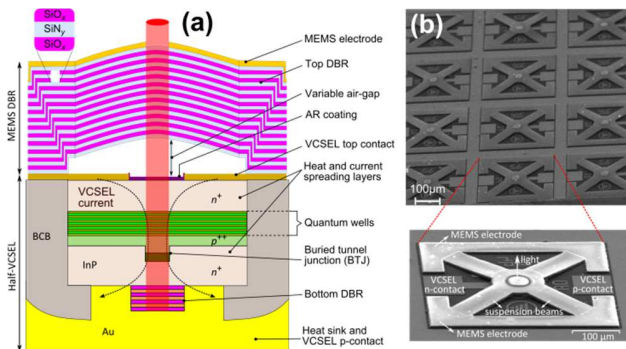 (a)
SiOₓ
SiNᵧ
SiOₓ
MEMS DBR
Half-VCSEL
MEMS electrode
Top DBR
Variable air-gap
AR coating
VCSEL top contact
Heat and current
spreading layers
VCSEL
current
n⁺
Quantum wells
p⁺⁺
BCB
InP
n⁺
Buried tunnel
junction (BTJ)
Bottom DBR
Au
Heat sink and
VCSEL p-contact
(b)
100μm
MEMS electrode
light
VCSEL
n-contact
VCSEL
p-contact
suspension beams
MEMS electrode
100 μm